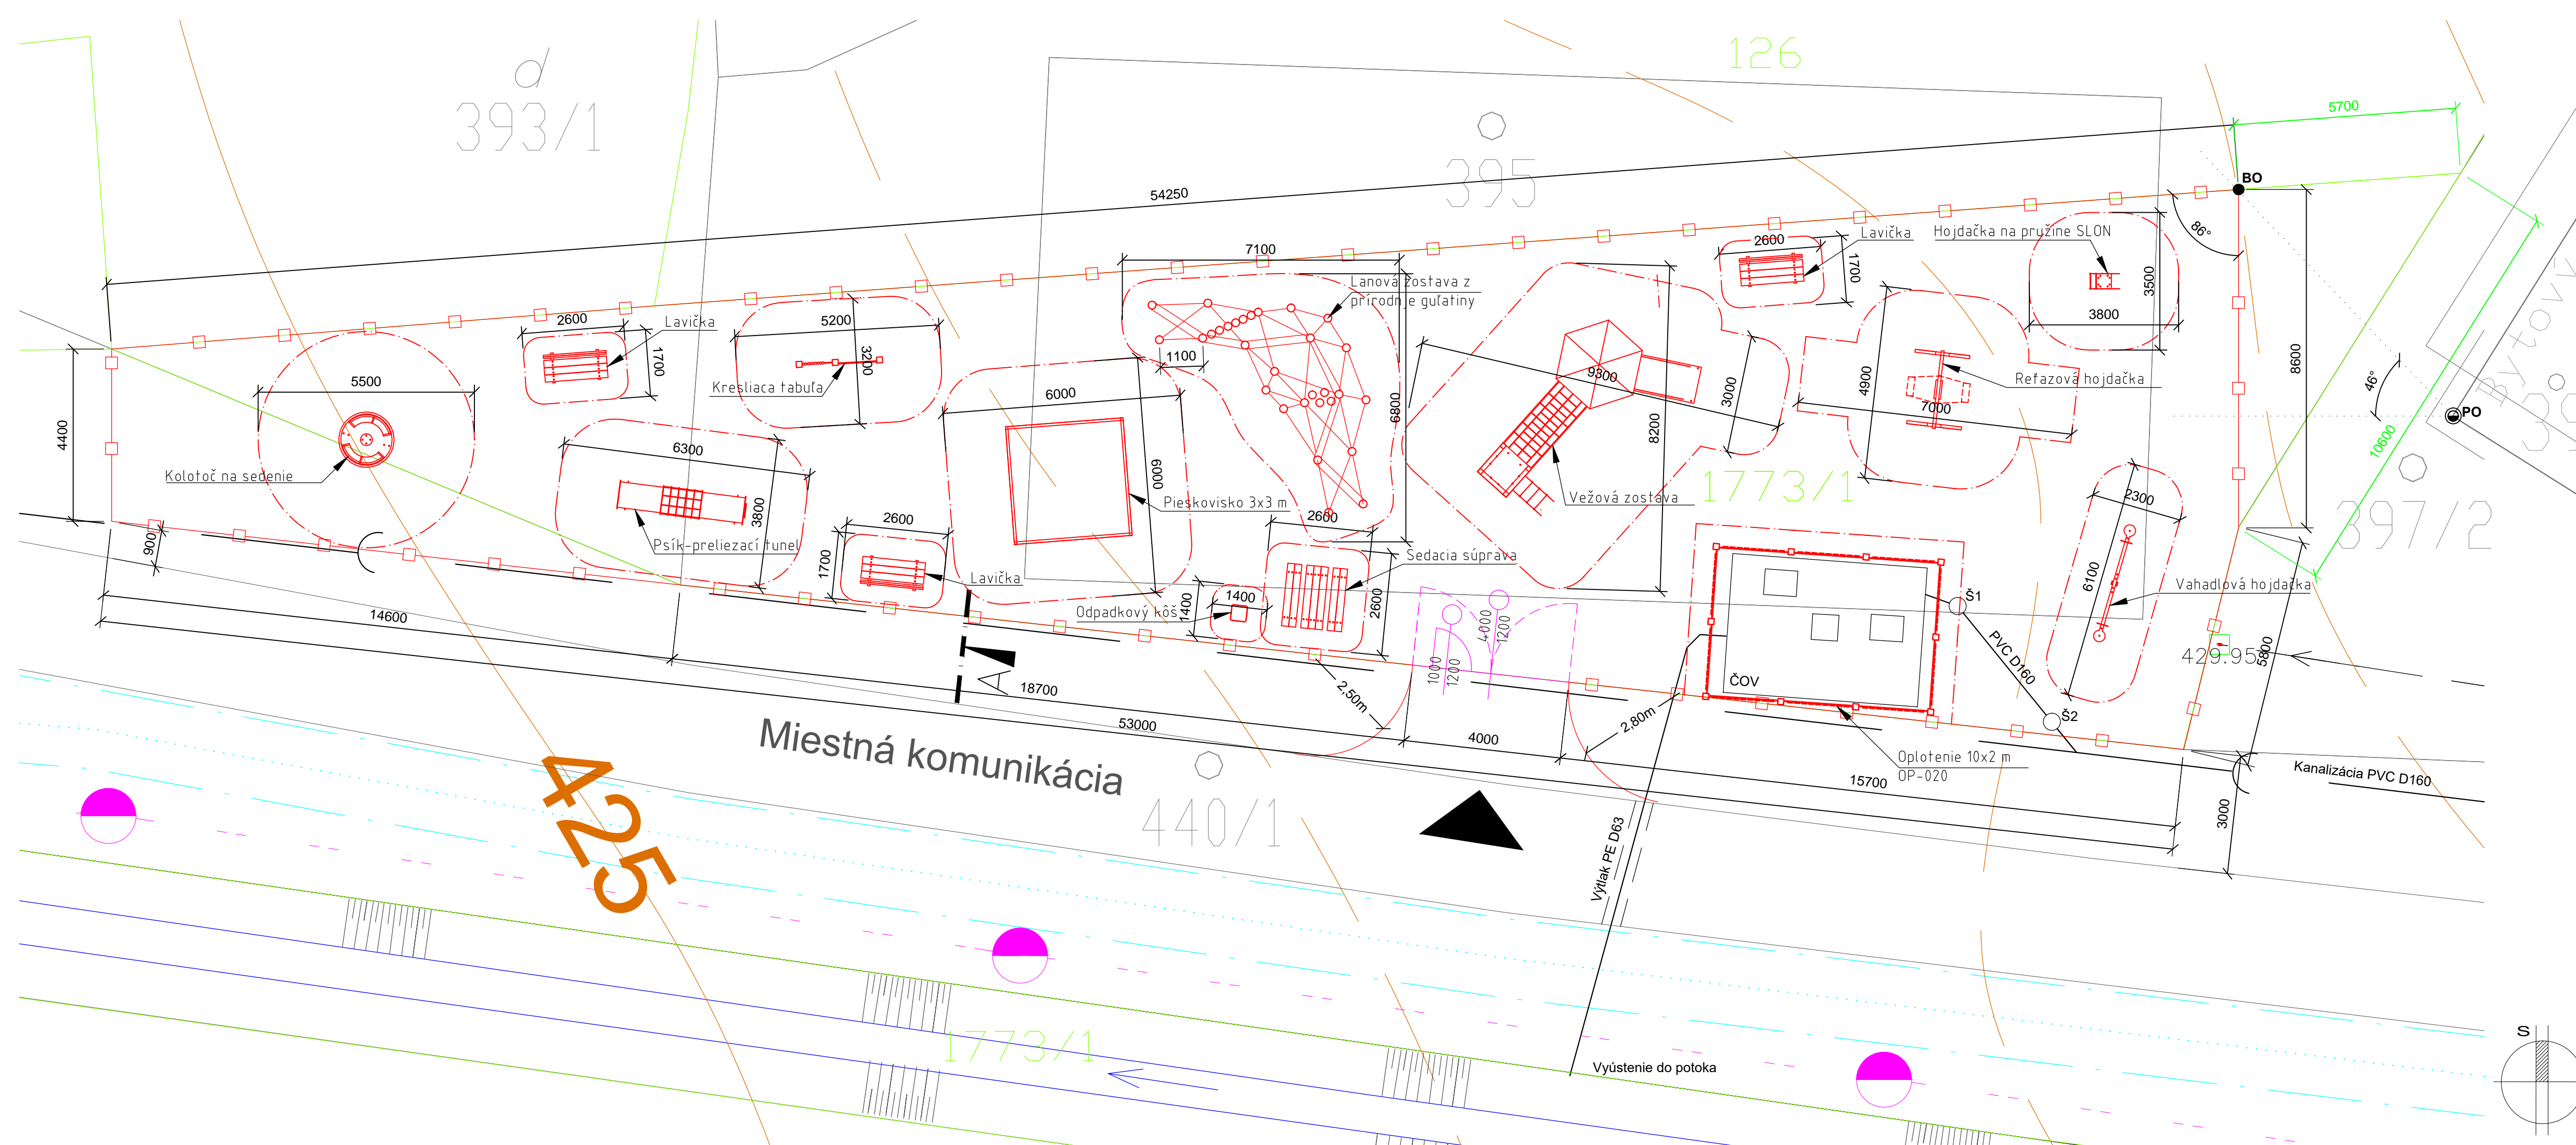 126
d
393/1
5700
395
BO
54250
86°
7100
2600
Lavička
Hojdačka na pružine SLON
1700
3500
3800
Lanová zostava z
prírodnje guľatiny
2600
Lavička
1700
5200
3200
Kresliaca tabuľa
1100
6800
9300
3000
8200
4900
7000
Reťazová hojdačka
8600
46°
PO
10600
397/2
4400
5500
Kolotoč na sedenie
6300
3800
Psík-preliezací tunel
6000
6000
Pieskovisko 3x3 m
Vežová zostava
1773/1
2300
6100
Vahadlová hojdačka
429.95
5800
900
2600
1700
Lavička
2600
Sedacia súprava
2600
1400
1400
Odpadkový kôš
4000
1200
1000
1200
Š1
PVC D160
Š2
ČOV
14600
A
18700
2,50m
53000
4000
2,80m
Oplotenie 10x2 m
OP-020
15700
Kanalizácia PVC D160
3000
Miestná komunikácia
440/1
425
Výtlak PE D63
1773/1
Vyústenie do potoka
S